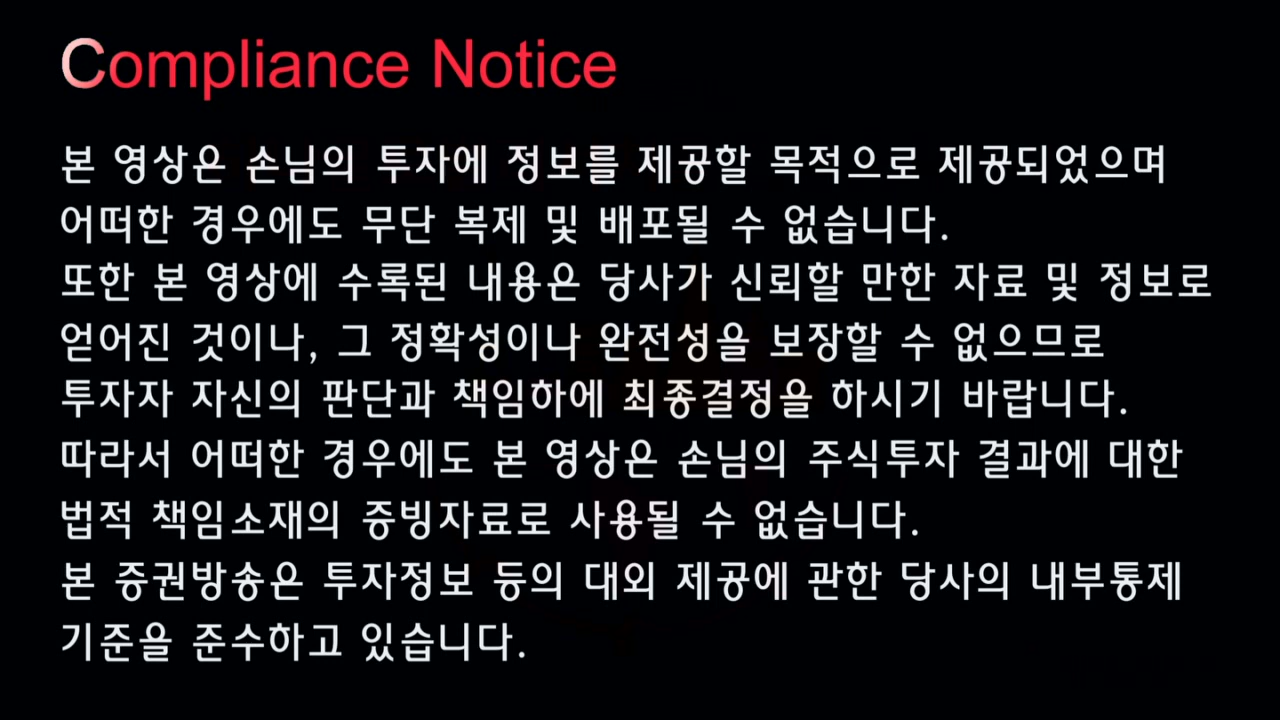 Compliance Notice
본 영상은 손님의 투자에 정보를 제공할 목적으로 제공되었으며
어떠한 경우에도 무단 복제 및 배포될 수 없습니다.
또한 본 영상에 수록된 내용은 당사가 신뢰할 만한 자료 및 정보로
얻어진 것이나, 그 정확성이나 완전성을 보장할 수 없으므로
투자자 자신의 판단과 책임하에 최종결정을 하시기 바랍니다.
따라서 어떠한 경우에도 본 영상은 손님의 주식투자 결과에 대한
법적 책임소재의 증빙자료로 사용될 수 없습니다.
본 증권방송은 투자정보 등의 대외 제공에 관한 당사의 내부통제
기준을 준수하고 있습니다.